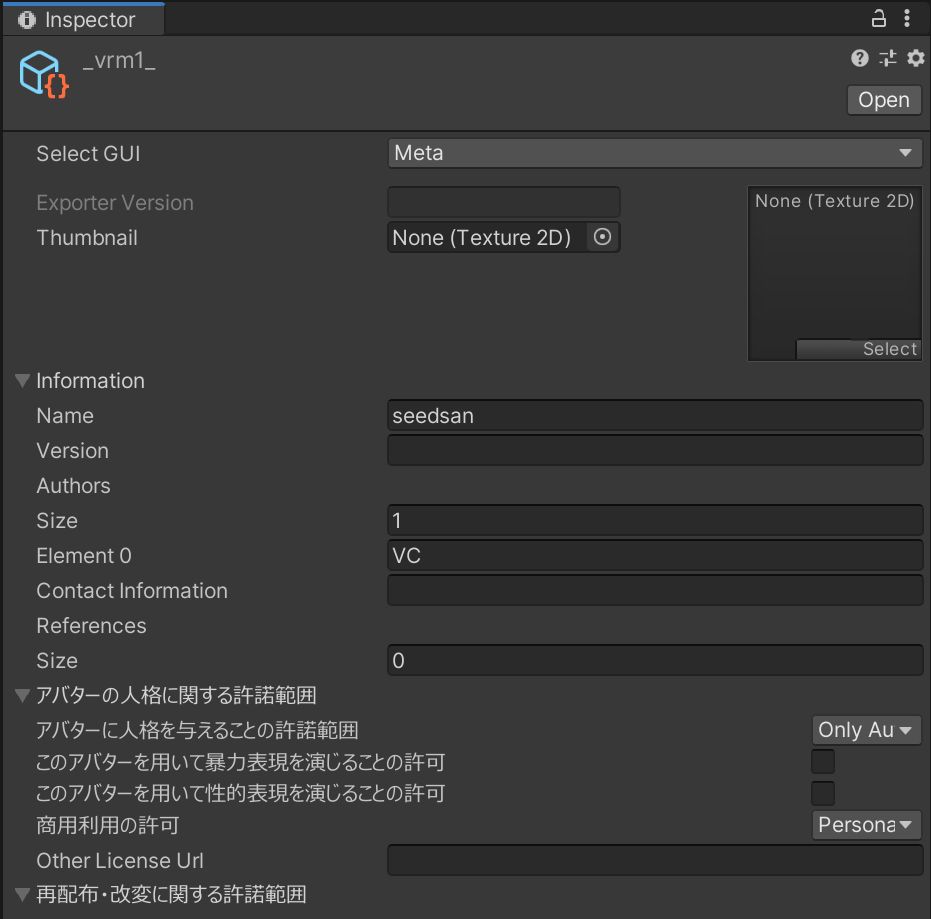 Inspector
_vrm1_
Open
Select GUI Meta
Exporter Version
None (Texture 2D)
Thumbnail None (Texture 2D)
Select
Information
Name seedsan
Version
Authors
Size 1
Element 0 VC
Contact Information
References
Size 0
アバターの人格に関する許諾範囲
アバターに人格を与えることの許諾範囲 Only Au
このアバターを用いて暴力表現を演じることの許可
このアバターを用いて性的表現を演じることの許可
商用利用の許可 Persona
Other License Url
再配布・改変に関する許諾範囲